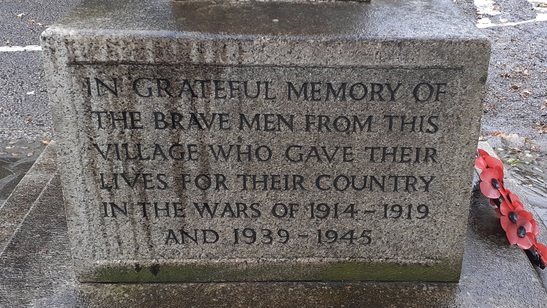 IN GRATEFUL MEMORY OF
THE BRAVE MEN FROM THIS
VILLAGE WHO GAVE THEIR
LIVES FOR THEIR COUNTRY
IN THE WARS OF 1914 - 1919
AND 1939 - 1945.